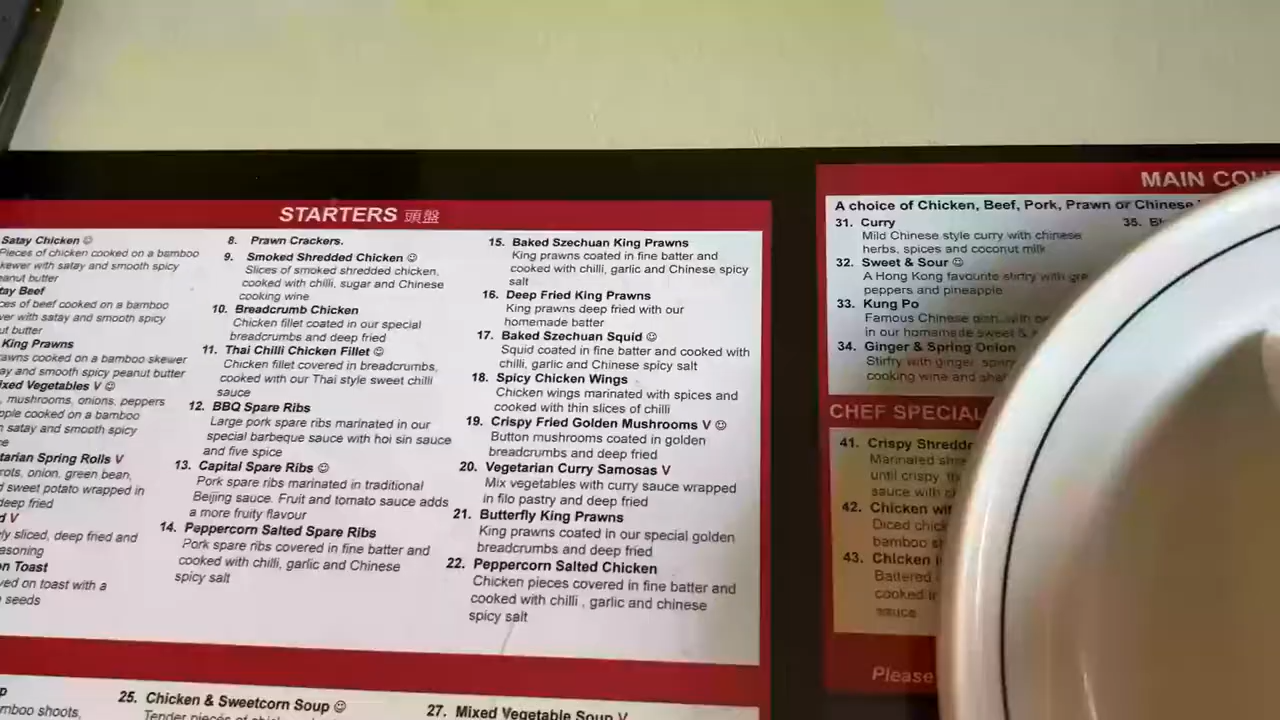 STARTERS 頭盤
Satay Chicken ☺
Pieces of chicken cooked on a bamboo
skewer with satay and smooth spicy
peanut butter
Beef
of beef cooked on a bamboo
with satay and smooth spicy
butter
King Prawns
cooked on a bamboo skewer
and smooth spicy peanut butter
Vegetables V ☺
mushrooms, onions, peppers
cooked on a bamboo
satay and smooth spicy
Spring Rolls V
onion, green bean,
sweet potato wrapped in
deep fried
V
sliced, deep fried and
Toast
on toast with a
seeds
8. Prawn Crackers.
9. Smoked Shredded Chicken ☺
Slices of smoked shredded chicken,
cooked with chilli, sugar and Chinese
cooking wine
10. Breadcrumb Chicken
Chicken fillet coated in our special
breadcrumbs and deep fried
11. Thai Chilli Chicken Fillet ☺
Chicken fillet covered in breadcrumbs,
cooked with our Thai style sweet chilli
sauce
12. BBQ Spare Ribs
Large pork spare ribs marinated in our
special barbeque sauce with hoi sin sauce
and five spice
13. Capital Spare Ribs ☺
Pork spare ribs marinated in traditional
Beijing sauce. Fruit and tomato sauce adds
a more fruity flavour
14. Peppercorn Salted Spare Ribs
Pork spare ribs covered in fine batter and
cooked with chilli, garlic and Chinese
spicy salt
15. Baked Szechuan King Prawns
King prawns coated in fine batter and
cooked with chilli, garlic and Chinese spicy
salt
16. Deep Fried King Prawns
King prawns deep fried with our
homemade batter
17. Baked Szechuan Squid ☺
Squid coated in fine batter and cooked with
chilli, garlic and Chinese spicy salt
18. Spicy Chicken Wings
Chicken wings marinated with spices and
cooked with thin slices of chilli
19. Crispy Fried Golden Mushrooms V ☺
Button mushrooms coated in golden
breadcrumbs and deep fried
20. Vegetarian Curry Samosas V
Mix vegetables with curry sauce wrapped
in filo pastry and deep fried
21. Butterfly King Prawns
King prawns coated in our special golden
breadcrumbs and deep fried
22. Peppercorn Salted Chicken
Chicken pieces covered in fine batter and
cooked with chilli , garlic and chinese
spicy salt
bamboo shoots,
25. Chicken & Sweetcorn Soup ☺
Tender pieces of
27. Mixed Vegetable Soup V
MAIN
A choice of Chicken, Beef, Pork, Prawn or Chinese
31. Curry
Mild Chinese style curry with chinese
herbs, spices and coconut milk
32. Sweet & Sour ☺
A Hong Kong favourite stirfry with
peppers and pineapple
33. Kung Po
Famous Chinese dish, with
in our homemade sweet &
34. Ginger & Spring Onion
Stirfry with ginger, spring
cooking wine and
35.
CHEF SPECIAL
41. Crispy
Marinated
until crispy,
sauce with
42. Chicken
Diced
bamboo
43. Chicken
Battered
cooked
sauce
Please